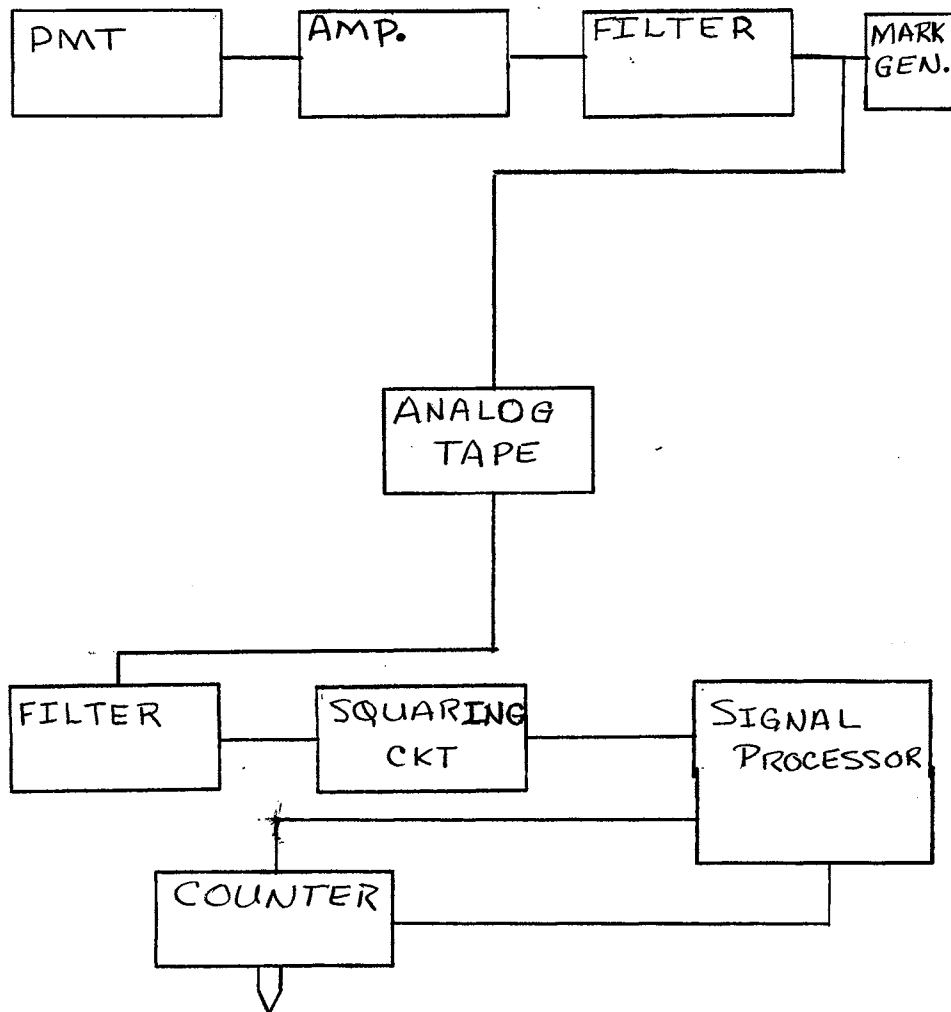 PMT
AMP.
FILTER
MARK
GEN.
ANALOG
TAPE
FILTER
SQUARING
CKT
SIGNAL
PROCESSOR
COUNTER